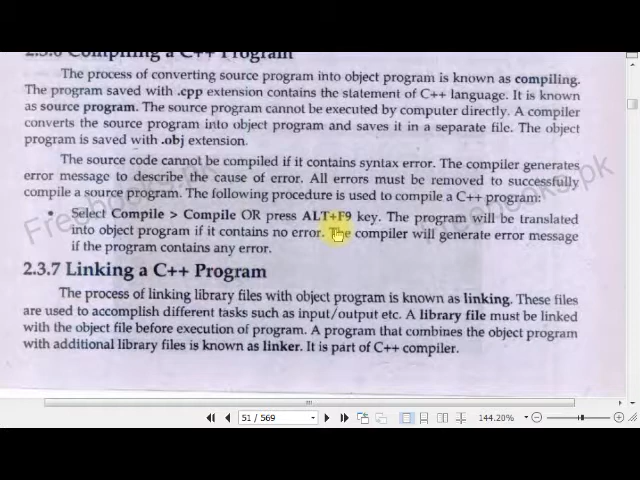 2.3.6 Compiling a C++ Program
The process of converting source program into object program is known as compiling.
The program saved with .cpp extension contains the statement of C++ language. It is known
as source program. The source program cannot be executed by computer directly. A compiler
converts the source program into object program and saves it in a separate file. The object
program is saved with .obj extension.
The source code cannot be compiled if it contains syntax error. The compiler generates
error message to describe the cause of error. All errors must be removed to successfully
compile a source program. The following procedure is used to compile a C++ program:
• Select Compile > Compile OR press ALT+F9 key. The program will be translated
into object program if it contains no error. The compiler will generate error message
if the program contains any error.
2.3.7 Linking a C++ Program
The process of linking library files with object program is known as linking. These files
are used to accomplish different tasks such as input/output etc. A library file must be linked
with the object file before execution of program. A program that combines the object program
with additional library files is known as linker. It is part of C++ compiler.
51 / 569
144.20%